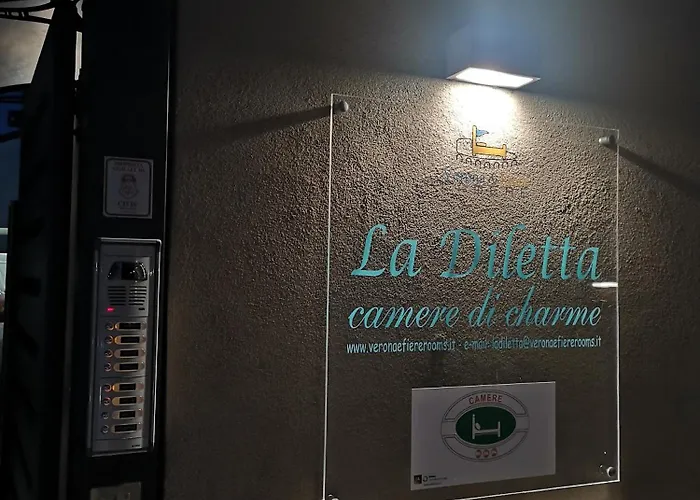 La Diletta
camere di charme
www.veronaefiererooms.it - e-mail: ladiletta@veronaefiererooms.it
CAMERE